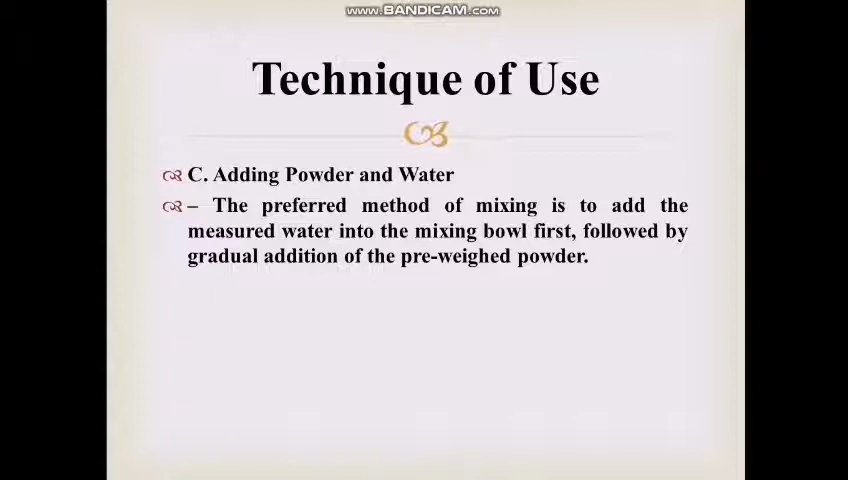 www.BANDICAM.com
Technique of Use
C. Adding Powder and Water
– The preferred method of mixing is to add the
measured water into the mixing bowl first, followed by
gradual addition of the pre-weighed powder.